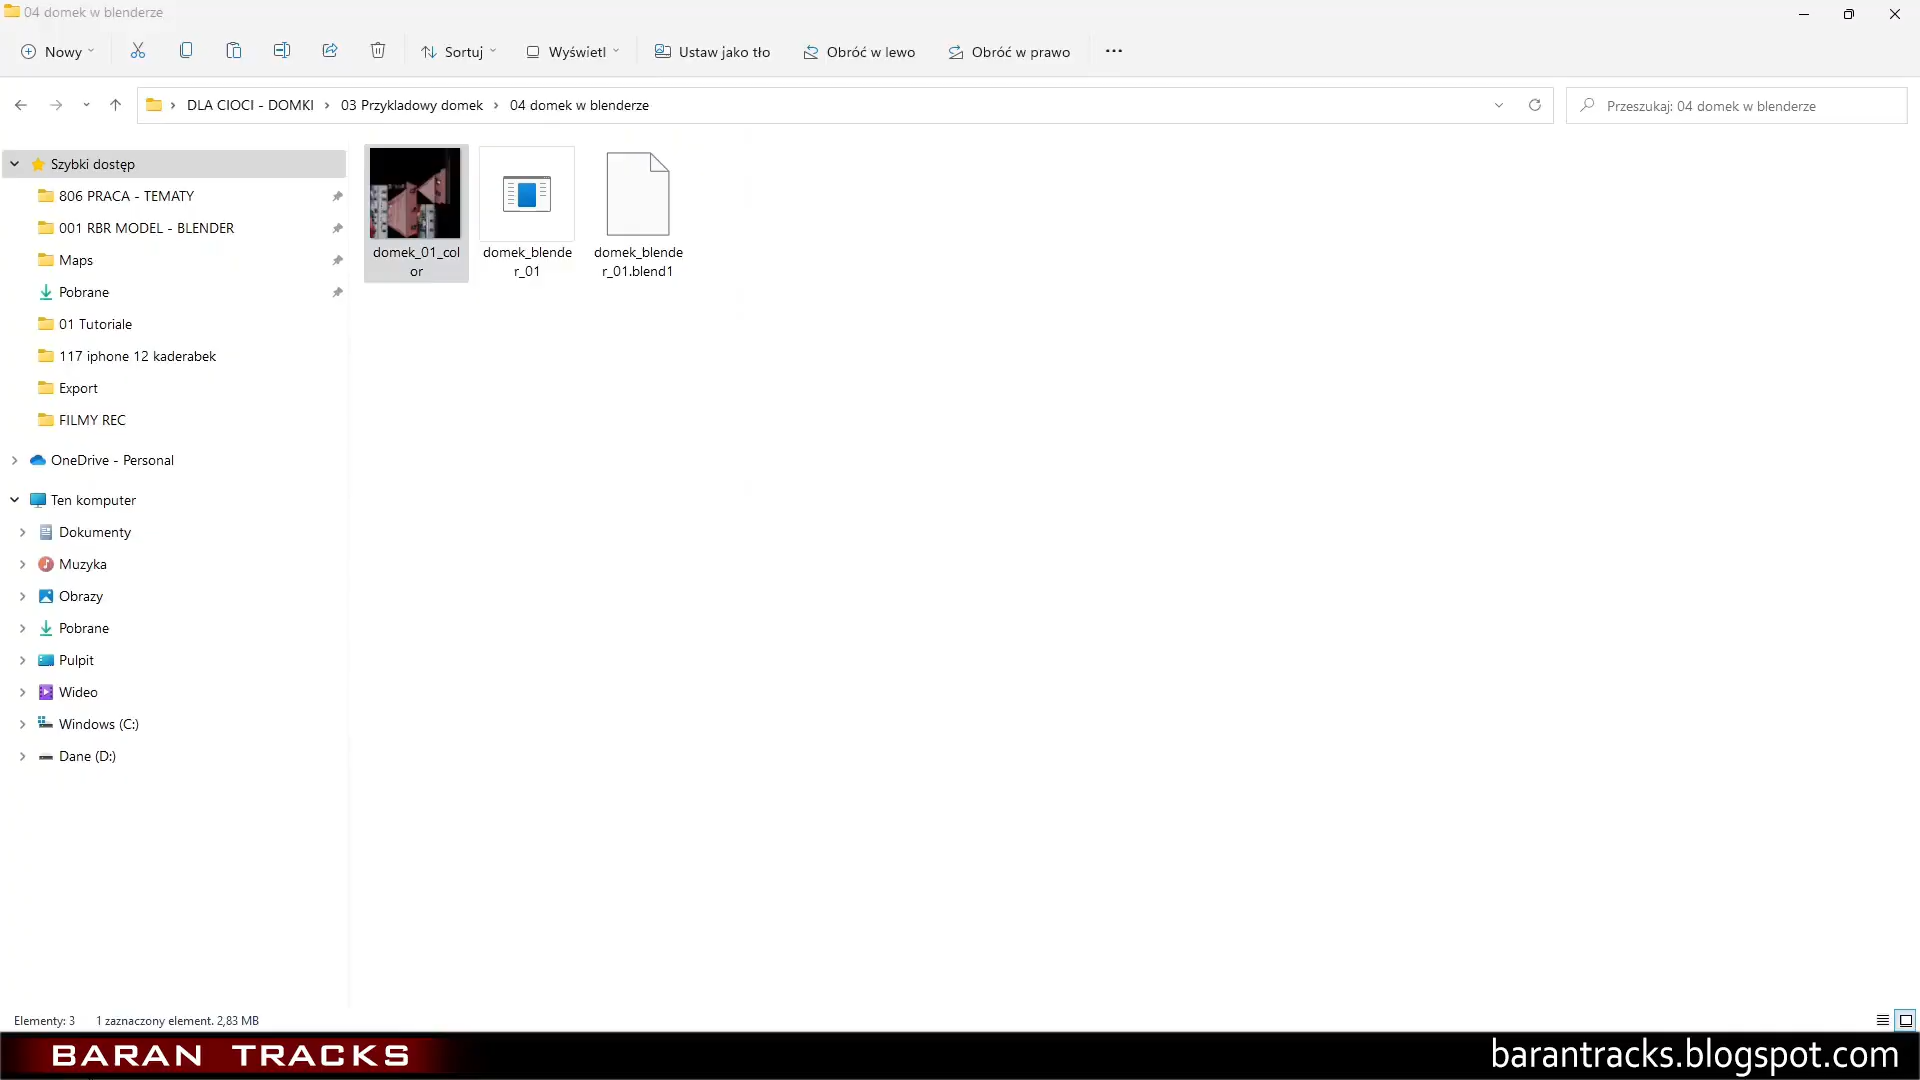 04 domek w blenderze
Nowy
Sortuj
Wyświetl
Ustaw jako tło
Obróć w lewo
Obróć w prawo
DLA CIOCI - DOMKI
03 Przykladowy domek
04 domek w blenderze
Przeszukaj: 04 domek w blenderze
Szybki dostęp
806 PRACA - TEMATY
001 RBR MODEL - BLENDER
Maps
Pobrane
01 Tutoriale
117 iphone 12 kaderabek
Export
FILMY REC
OneDrive - Personal
Ten komputer
Dokumenty
Muzyka
Obrazy
Pobrane
Pulpit
Wideo
Windows (C:)
Dane (D:)
domek_01_col
or
domek_blende
r_01
domek_blende
r_01.blend1
Elementy: 3
1 zaznaczony element. 2,83 MB
BARAN TRACKS
barantracks.blogspot.com